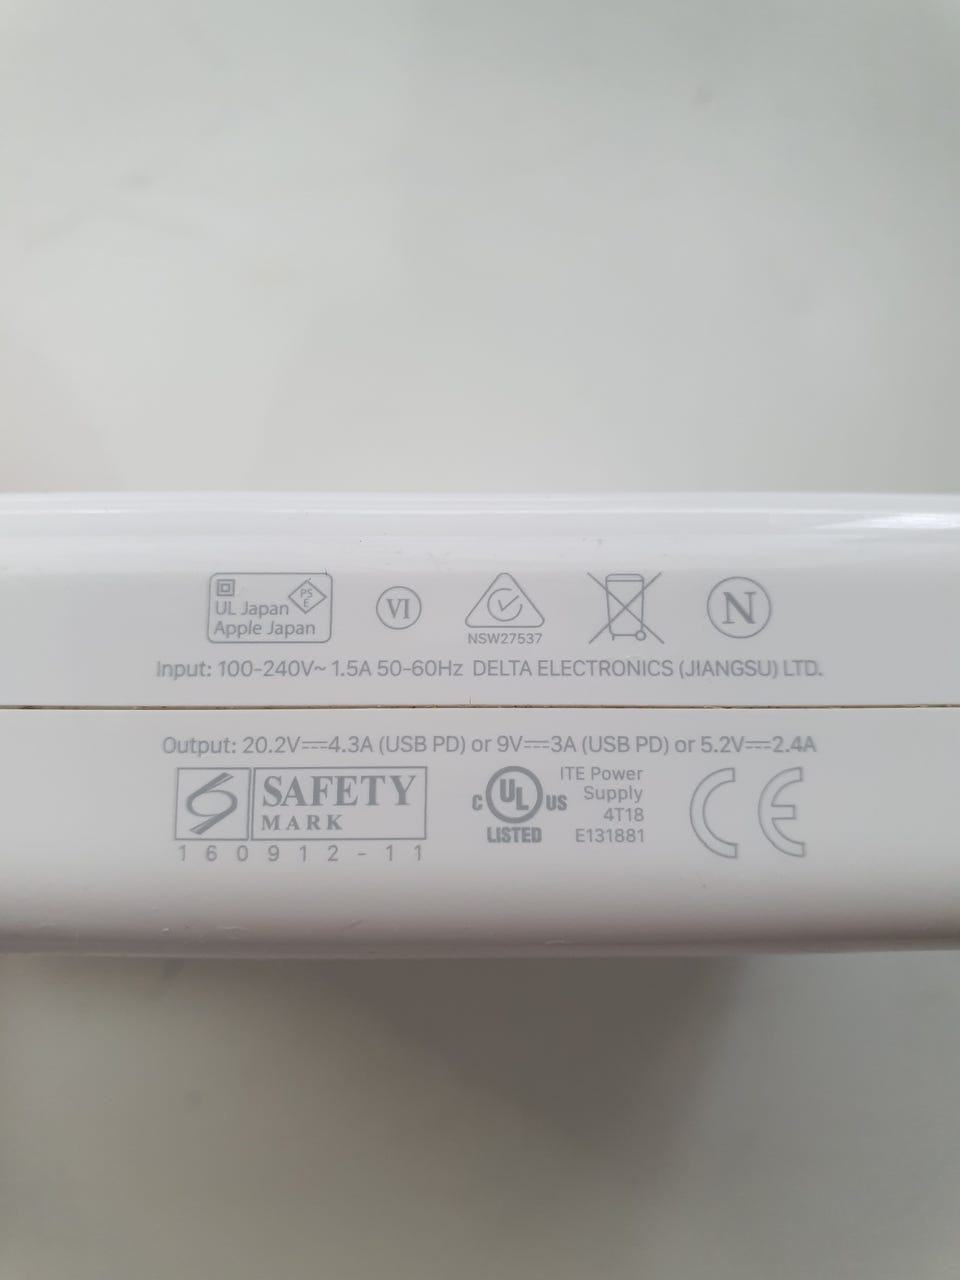 UL Japan
PS
E
Apple Japan
VI
NSW27537
N
Input: 100-240V~ 1.5A 50-60Hz DELTA ELECTRONICS (JIANGSU) LTD.
Output: 20.2V⎓4.3A (USB PD) or 9V⎓3A (USB PD) or 5.2V⎓2.4A
S SAFETY
MARK
160912-11
C UL US
LISTED
ITE Power
Supply
4T18
E131881
CE